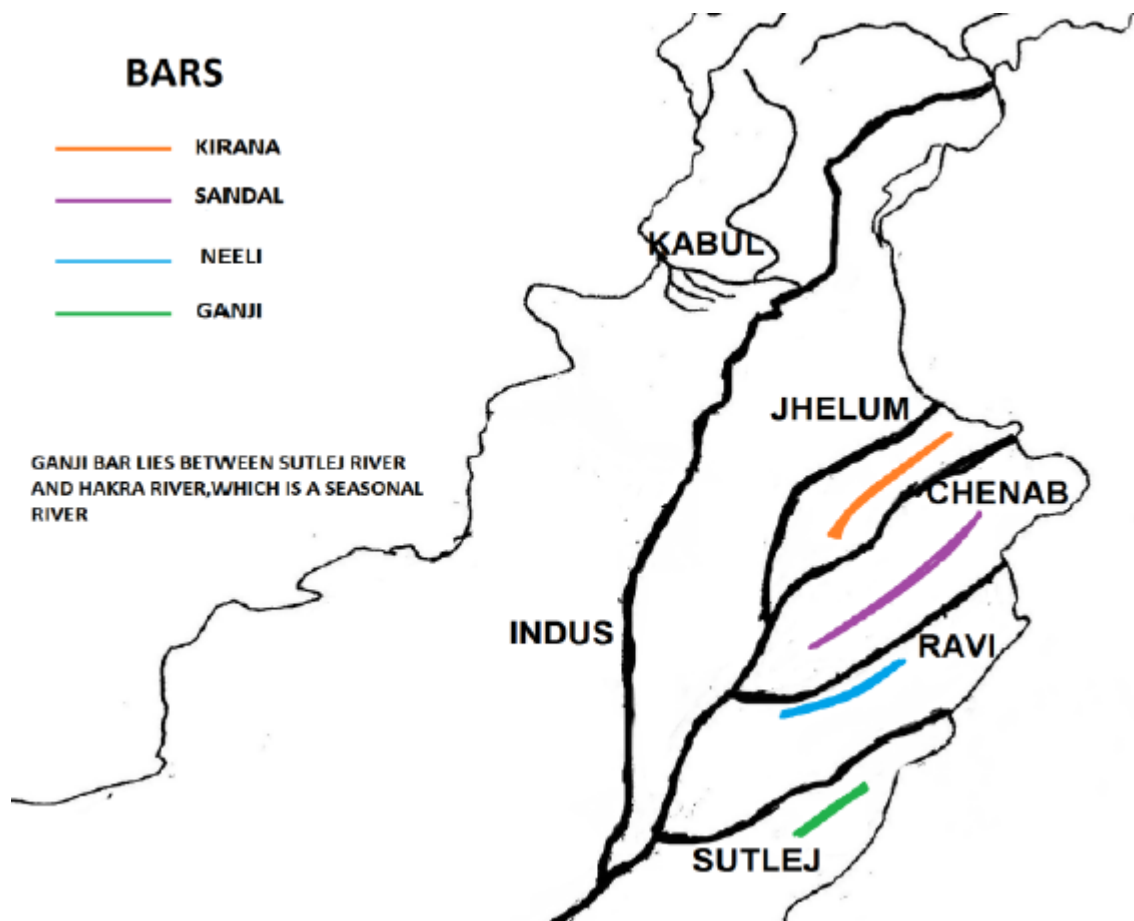 BARS
KIRANA
SANDAL
NEELI
GANJI
KABUL
JHELUM
GANJI BAR LIES BETWEEN SUTLEJ RIVER
AND HAKRA RIVER,WHICH IS A SEASONAL
RIVER
CHENAB
INDUS
RAVI
SUTLEJ